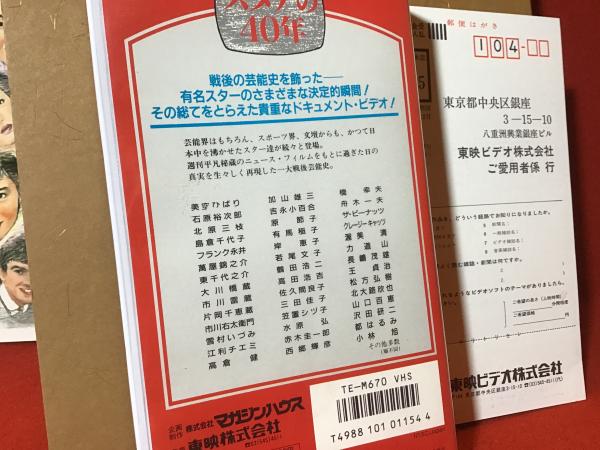 スタアの
40年
戦後の芸能史を飾った――
有名スターのさまざまな決定的瞬間！
その総てをとらえた貴重なドキュメント・ビデオ！
芸能界はもちろん、スポーツ界、文壇からも、かつて日
本中を沸かせたスター達が続々と登場。
週刊平凡秘蔵のニュース・フィルムをもとに過ぎた日の
真実を生々しく再現した一大戦後芸能史。
美空ひばり
石原裕次郎
北原三枝
島倉千代子
フランク永井
萬屋錦之介
東千代之介
大川橋蔵
市川雷蔵
片岡千恵蔵
市川右太衛門
雪村いづみ
江利チエミ
高倉健
加山雄三
吉永小百合
原節子
有馬稲子
岸恵子
若尾文子
鶴田浩二
高田浩吉
佐久間良子
三田佳子
笠置シヅ子
水原弘
赤木圭一郎
西郷輝彦
橋幸夫
舟木一夫
ザ・ピーナッツ
クレージーキャッツ
渥美清
力道山
長嶋茂雄
王貞治
松方弘樹
北大路欣也
山口百恵
沢田研二
都はるみ
小林旭
その他多数
(順不同)
企画
制作
株式会社マガジンハウス
東映株式会社
TE-M670 VHS
T4988 101 01154 4
郵便はがき
104-
東京都中央区銀座
3-15-10
八重洲興業銀座ビル
東映ビデオ株式会社
ご愛用者係 行
東映ビデオ株式会社